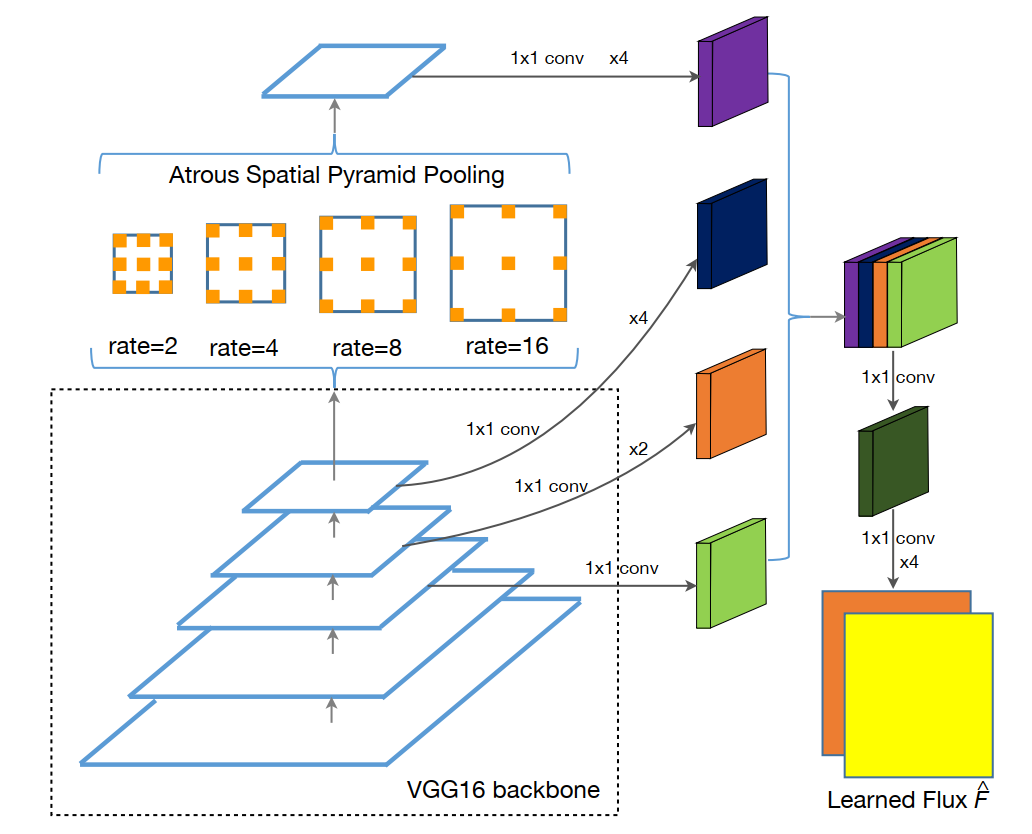 1x1 conv x4
Atrous Spatial Pyramid Pooling
rate=2 rate=4 rate=8 rate=16
x4
1x1 conv
x2
1x1 conv
1x1 conv
1x1 conv
1x1 conv
x4
VGG16 backbone
Learned Flux F̂